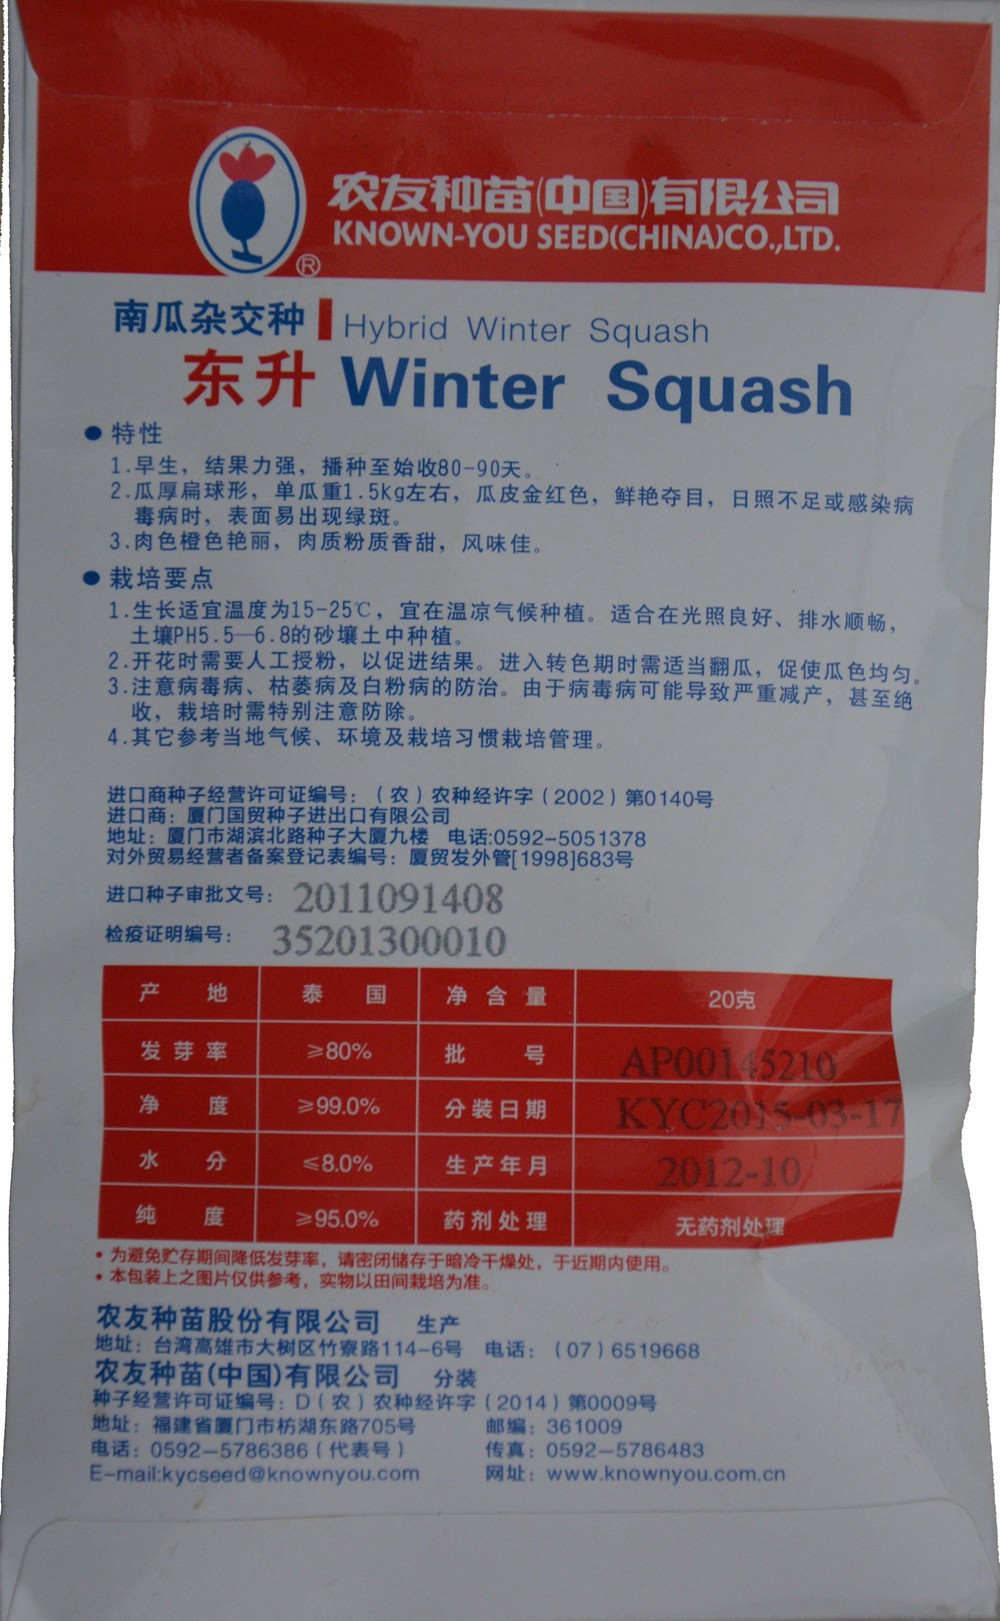 农友种苗(中国)有限公司
KNOWN-YOU SEED(CHINA)CO.,LTD.
®
南瓜杂交种 Hybrid Winter Squash
东升 Winter Squash
● 特性
1.早生，结果力强，播种至始收80-90天。
2.瓜厚扁球形，单瓜重1.5kg左右，瓜皮金红色，鲜艳夺目，日照不足或感染病
毒病时，表面易出现绿斑。
3.肉色橙色艳丽，肉质粉质香甜，风味佳。
● 栽培要点
1.生长适宜温度为15-25℃，宜在温凉气候种植。适合在光照良好、排水顺畅，
土壤PH5.5—6.8的砂壤土中种植。
2.开花时需要人工授粉，以促进结果。进入转色期时需适当翻瓜，促使瓜色均匀。
3.注意病毒病、枯萎病及白粉病的防治。由于病毒病可能导致严重减产，甚至绝
收，栽培时需特别注意防除。
4.其它参考当地气候、环境及栽培习惯栽培管理。
进口商种子经营许可证编号：（农）农种经许字（2002）第0140号
进口商：厦门国贸种子进出口有限公司
地址：厦门市湖滨北路种子大厦九楼 电话:0592-5051378
对外贸易经营者备案登记表编号：厦贸发外管[1998]683号
进口种子审批文号：2011091408
检疫证明编号：35201300010
产地 泰国 净含量 20克
发芽率 ≥80% 批号 AP00145210
净度 ≥99.0% 分装日期 KYC2015-03-17
水分 ≤8.0% 生产年月 2012-10
纯度 ≥95.0% 药剂处理 无药剂处理
• 为避免贮存期间降低发芽率，请密闭储存于暗冷干燥处，于近期内使用。
• 本包装上之图片仅供参考，实物以田间栽培为准。
农友种苗股份有限公司 生产
地址：台湾高雄市大树区竹寮路114-6号 电话：（07）6519668
农友种苗(中国)有限公司 分装
种子经营许可证编号：D（农）农种经许字（2014）第0009号
地址：福建省厦门市枋湖东路705号 邮编：361009
电话：0592—5786386（代表号） 传真：0592—5786483
E-mail:kycseed@knownyou.com 网址：www.knownyou.com.cn